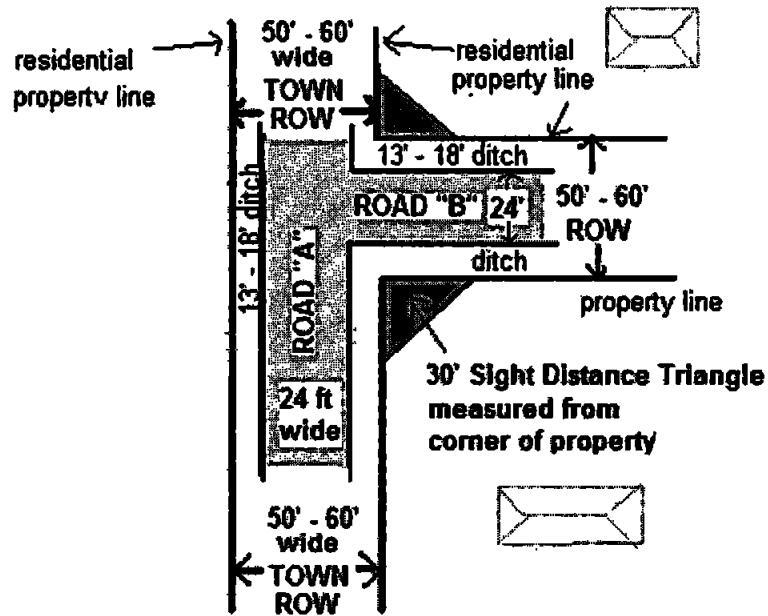 residential
property line
50' - 60'
wide
TOWN
ROW
residential
property line
13' - 18' ditch
13' - 18' ditch
ROAD "A"
ROAD "B"
24'
50' - 60'
ROW
ditch
property line
24 ft
wide
30' Sight Distance Triangle
measured from
corner of property
50' - 60'
wide
TOWN
ROW